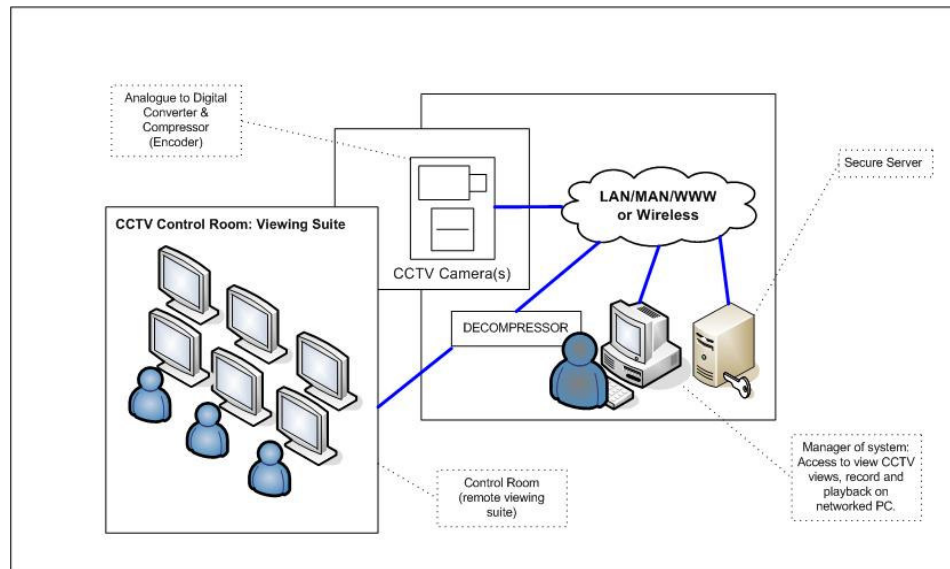 Analogue to Digital
Converter &
Compressor
(Encoder)
Secure Server
LAN/MAN/WWW
or Wireless
CCTV Control Room: Viewing Suite
CCTV Camera(s)
DECOMPRESSOR
Control Room
(remote viewing
suite)
Manager of system:
Access to view CCTV
views, record and
playback on
networked PC.